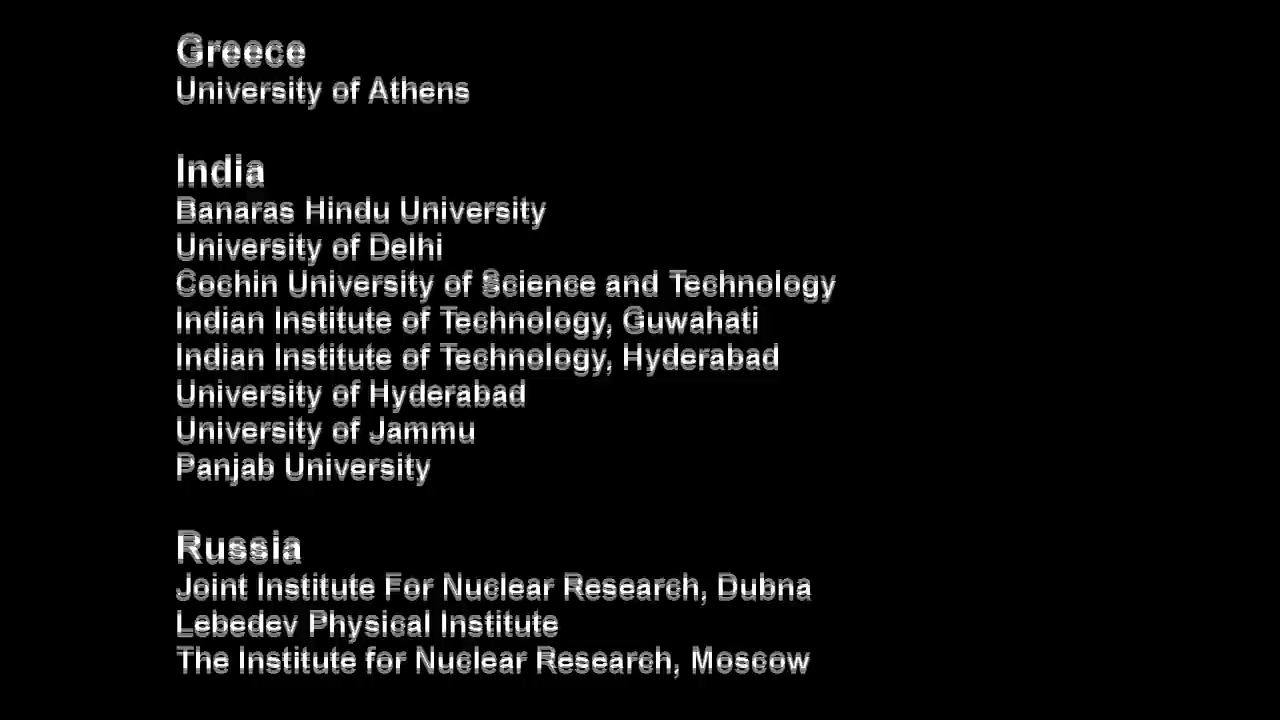 Greece
University of Athens
India
Banaras Hindu University
University of Delhi
Cochin University of Science and Technology
Indian Institute of Technology, Guwahati
Indian Institute of Technology, Hyderabad
University of Hyderabad
University of Jammu
Panjab University
Russia
Joint Institute For Nuclear Research, Dubna
Lebedev Physical Institute
The Institute for Nuclear Research, Moscow